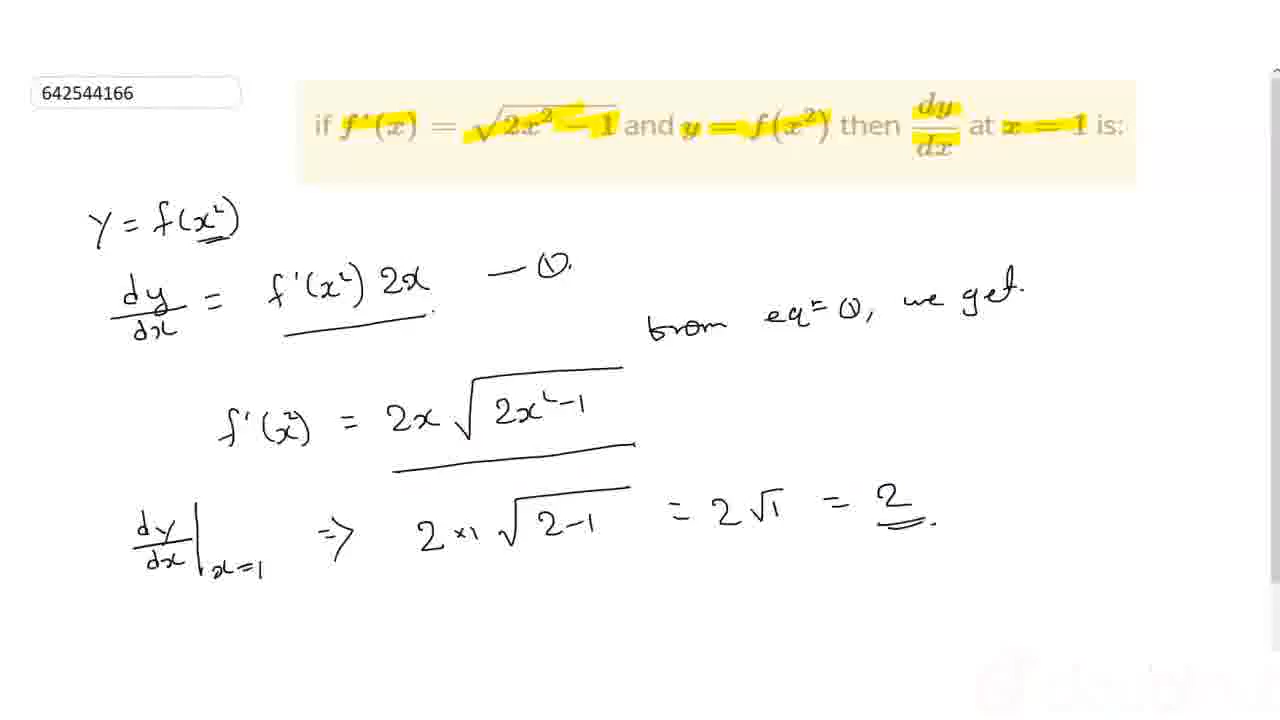 642544166
if f'(x) = √(2x² − 1) and y = f(x²) then dy/dx at x = 1 is:
Y = f(x²)
dy/dx = f'(x²) 2x — ①.
from eqⁿ ①, we get.
f'(x²) = 2x √(2x² − 1)
dy/dx |x=1 ⇒ 2×1 √(2−1) = 2√1 = 2.